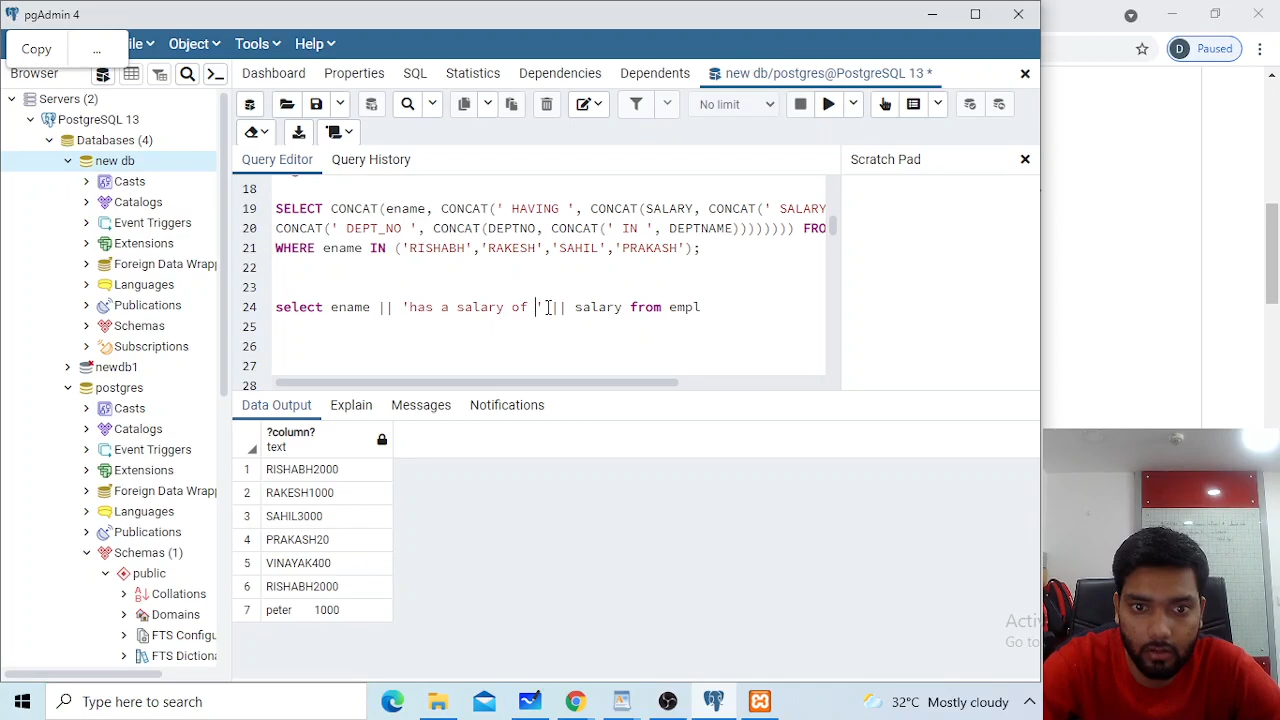 pgAdmin 4
Copy
...
ile
Object
Tools
Help
Paused
D
Browser
Dashboard
Properties
SQL
Statistics
Dependencies
Dependents
new db/postgres@PostgreSQL 13 *
Servers (2)
PostgreSQL 13
Databases (4)
new db
Casts
Catalogs
Event Triggers
Extensions
Foreign Data Wrapp
Languages
Publications
Schemas
Subscriptions
newdb1
postgres
Casts
Catalogs
Event Triggers
Extensions
Foreign Data Wrapp
Languages
Publications
Schemas (1)
public
Collations
Domains
FTS Configu
FTS Dictiona
No limit
Query Editor
Query History
Scratch Pad
18
19 SELECT CONCAT(ename, CONCAT(' HAVING ', CONCAT(SALARY, CONCAT(' SALARY
20 CONCAT(' DEPT_NO ', CONCAT(DEPTNO, CONCAT(' IN ', DEPTNAME)))))))) FRO
21 WHERE ename IN ('RISHABH','RAKESH','SAHIL','PRAKASH');
22
23
24 select ename || 'has a salary of ' || salary from empl
25
26
27
28
Data Output
Explain
Messages
Notifications
?column?
text
1 RISHABH2000
2 RAKESH1000
3 SAHIL3000
4 PRAKASH20
5 VINAYAK400
6 RISHABH2000
7 peter 1000
Activ
Go to
Type here to search
32°C Mostly cloudy